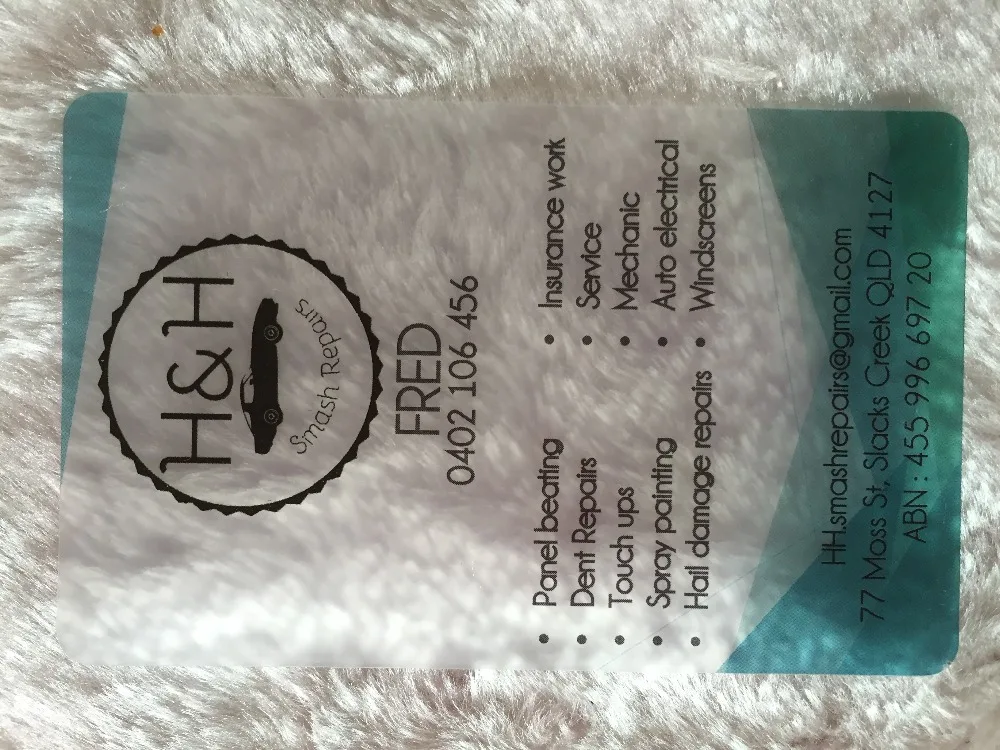 H&H
Smash Repairs
FRED
0402 106 456
• Panel beating
• Dent Repairs
• Touch ups
• Spray painting
• Hail damage repairs
• Insurance work
• Service
• Mechanic
• Auto electrical
• Windscreens
HH.smashrepairs@gmail.com
77 Moss St, Slacks Creek QLD 4127
ABN : 455 996 697 20